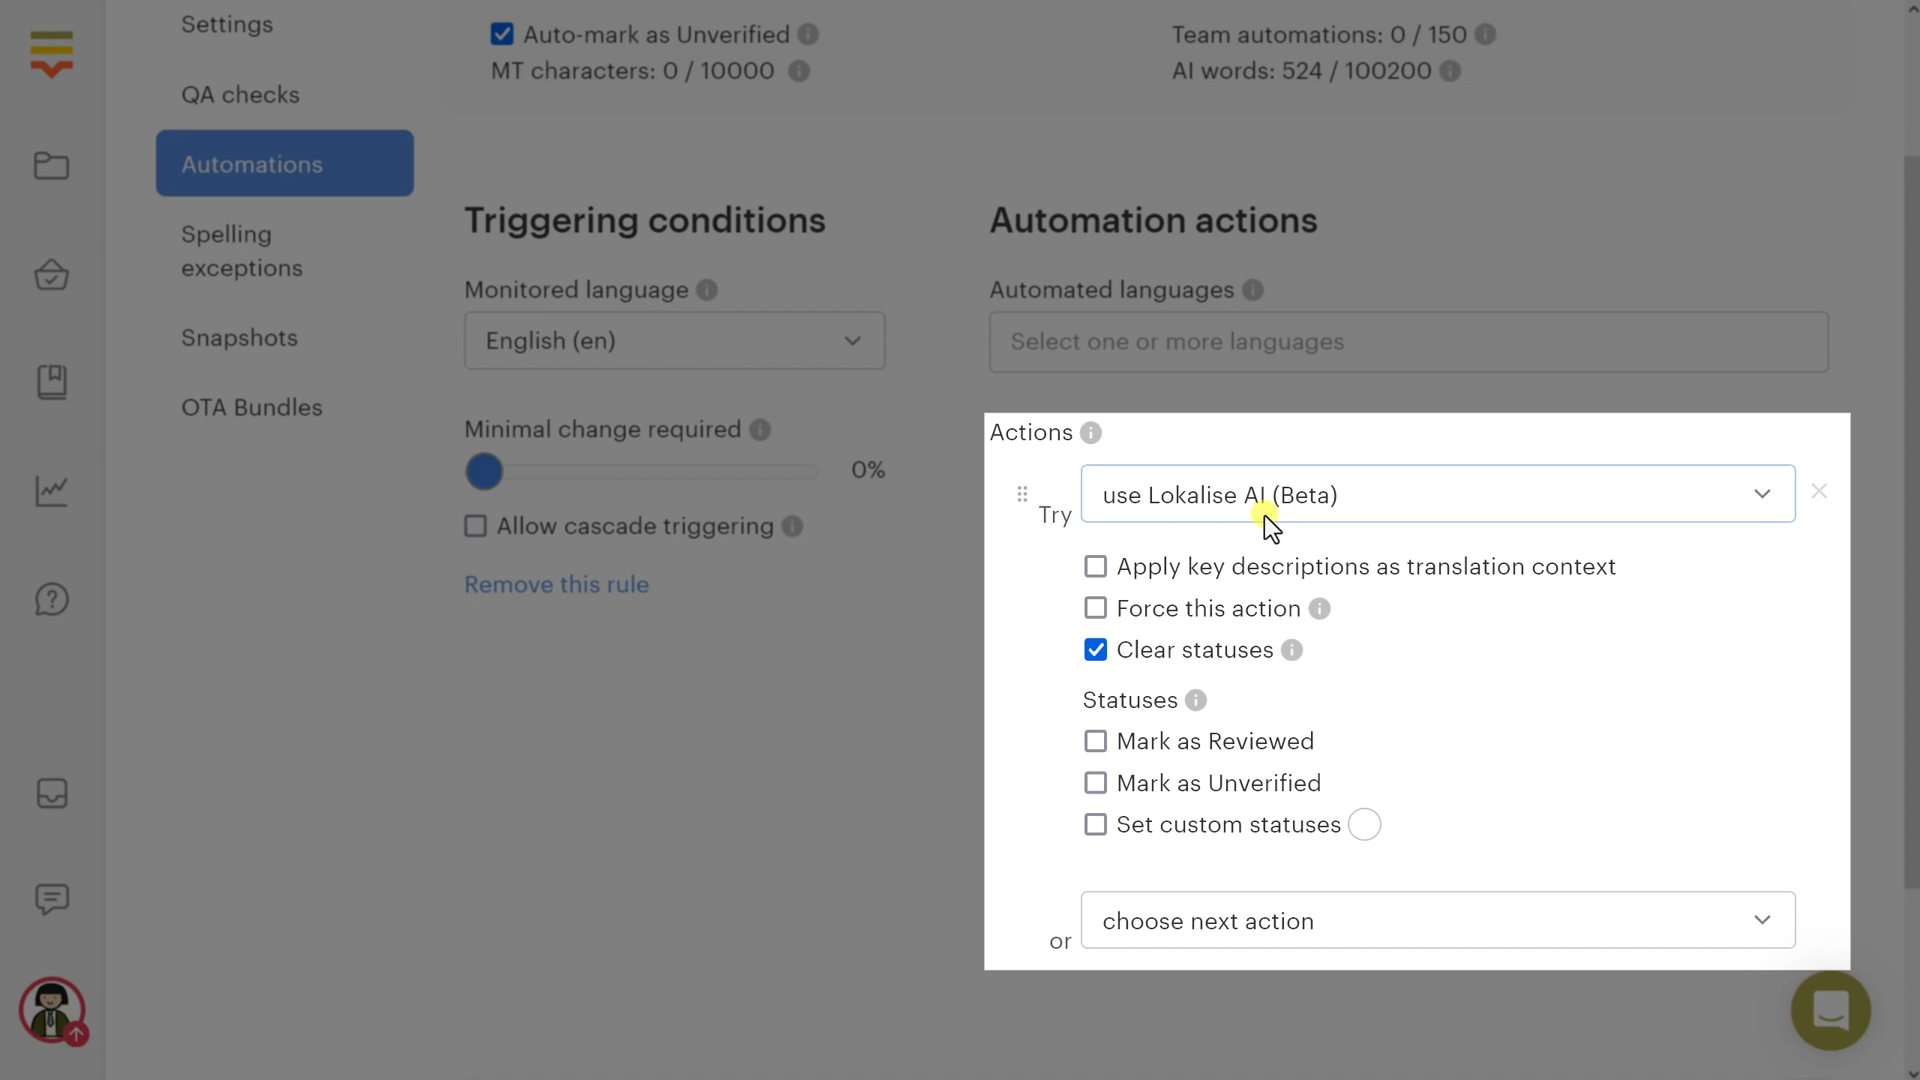 Settings
QA checks
Automations
Spelling
exceptions
Snapshots
OTA Bundles
Auto-mark as Unverified
MT characters: 0 / 10000
Team automations: 0 / 150
AI words: 524 / 100200
Triggering conditions
Monitored language
English (en)
Minimal change required
0%
Allow cascade triggering
Remove this rule
Automation actions
Automated languages
Select one or more languages
Actions
Try
use Lokalise AI (Beta)
Apply key descriptions as translation context
Force this action
Clear statuses
Statuses
Mark as Reviewed
Mark as Unverified
Set custom statuses
or
choose next action